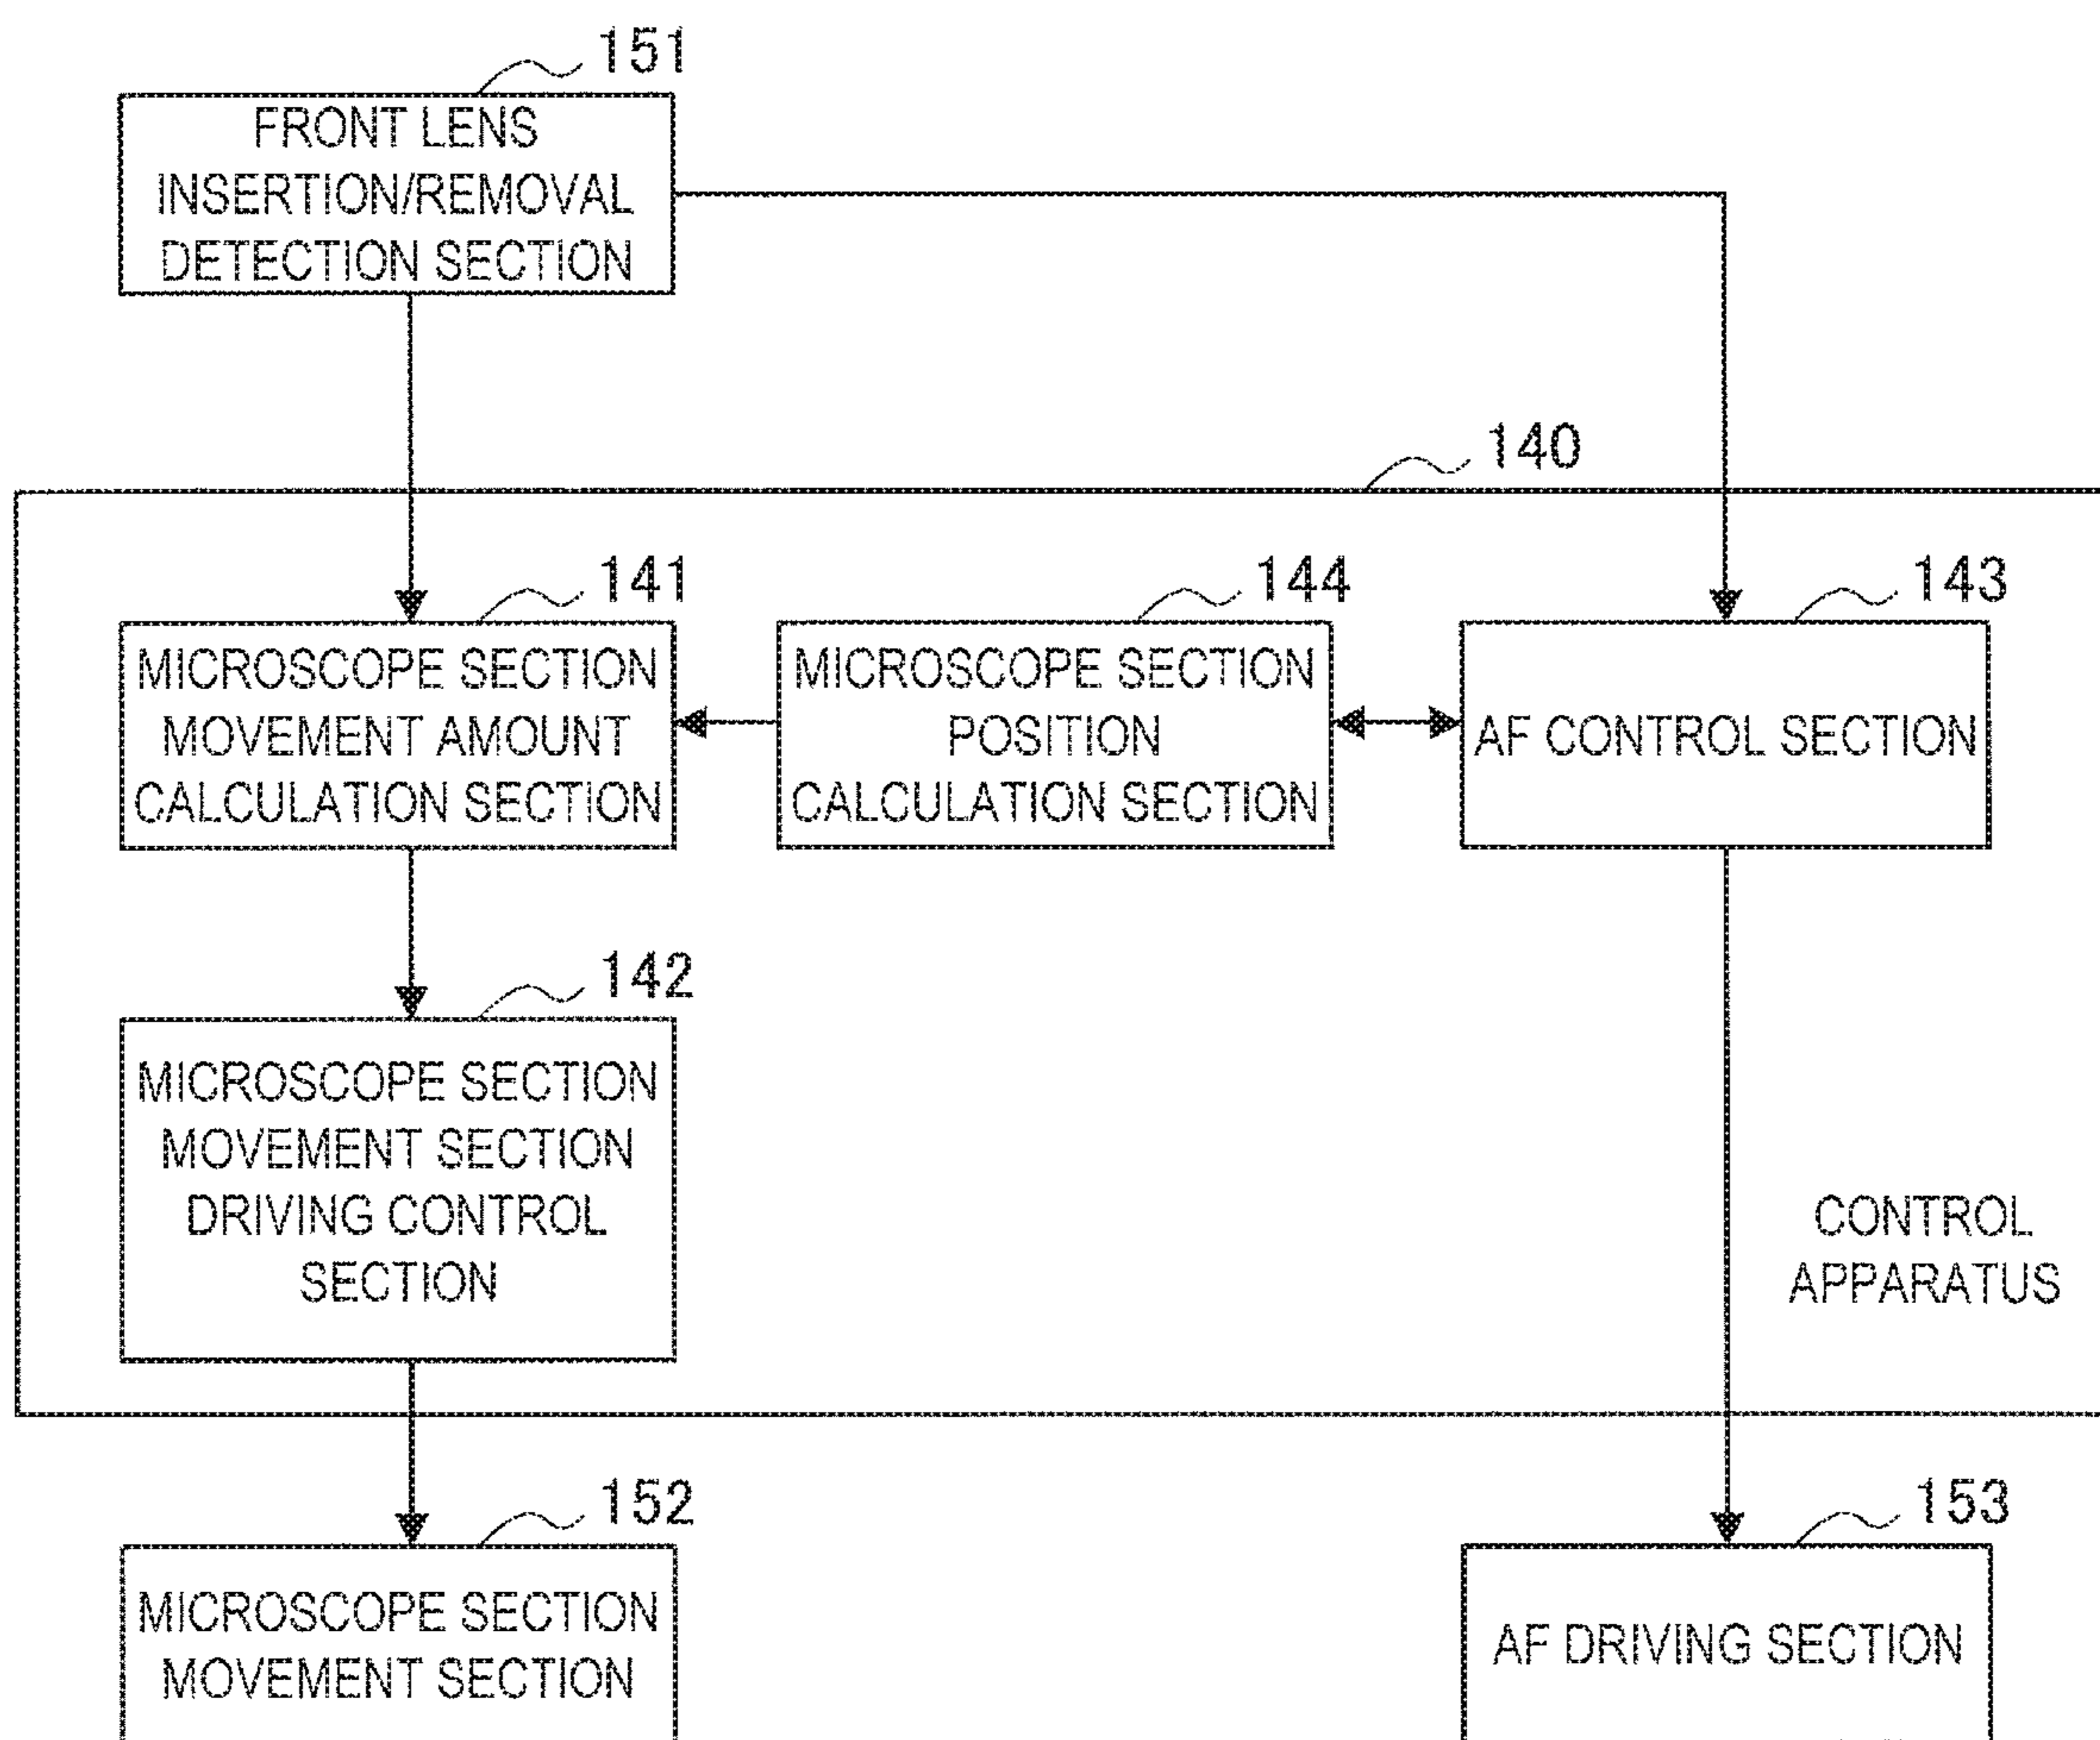 151
FRONT LENS
INSERTION/REMOVAL
DETECTION SECTION
140
141
144
143
MICROSCOPE SECTION
MOVEMENT AMOUNT
CALCULATION SECTION
MICROSCOPE SECTION
POSITION
CALCULATION SECTION
AF CONTROL SECTION
142
MICROSCOPE SECTION
MOVEMENT SECTION
DRIVING CONTROL
SECTION
CONTROL
APPARATUS
152
153
MICROSCOPE SECTION
MOVEMENT SECTION
AF DRIVING SECTION